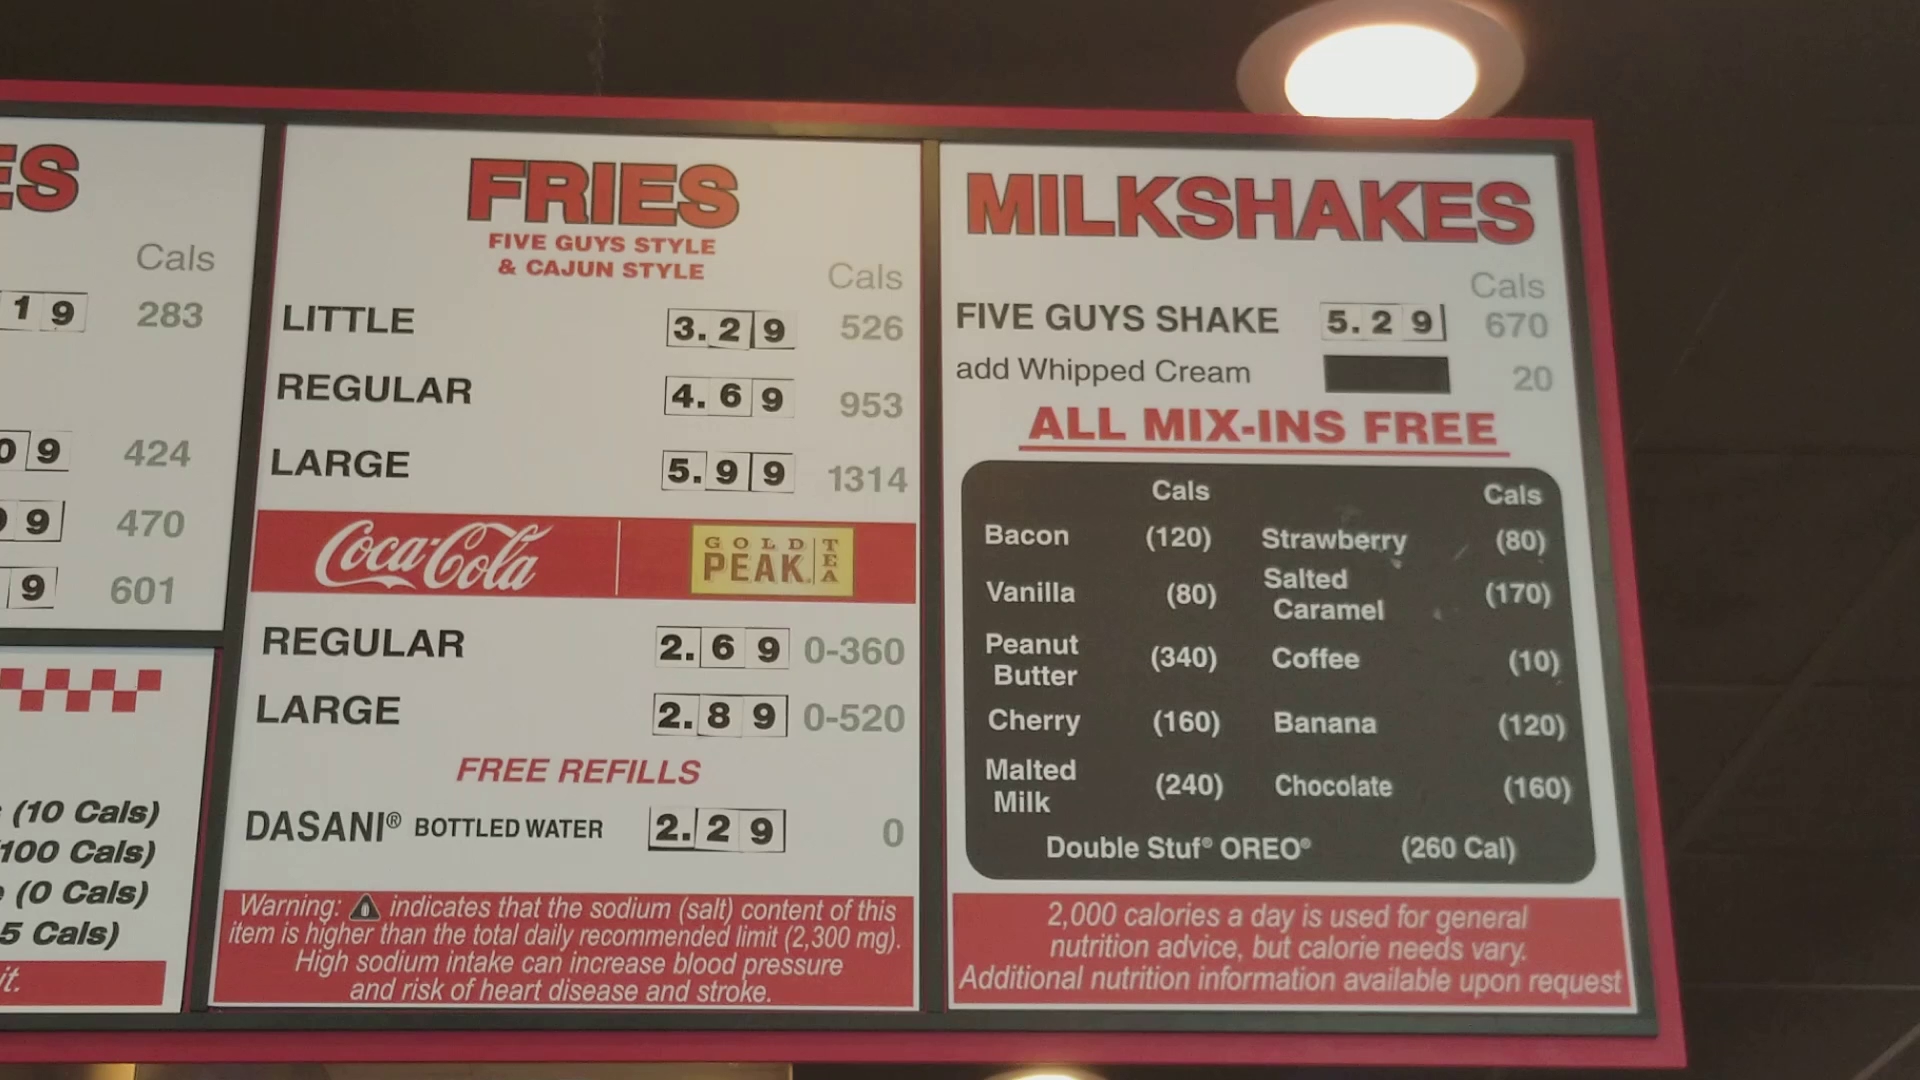 ES
Cals
19 283
09 424
99 470
9 601
(10 Cals)
100 Cals)
(0 Cals)
5 Cals)
it.
FRIES
FIVE GUYS STYLE
& CAJUN STYLE
Cals
LITTLE 3.29 526
REGULAR 4.69 953
LARGE 5.99 1314
Coca-Cola GOLD PEAK TEA
REGULAR 2.69 0-360
LARGE 2.89 0-520
FREE REFILLS
DASANI® BOTTLED WATER 2.29 0
Warning: indicates that the sodium (salt) content of this
item is higher than the total daily recommended limit (2,300 mg).
High sodium intake can increase blood pressure
and risk of heart disease and stroke.
MILKSHAKES
Cals
FIVE GUYS SHAKE 5.29 670
add Whipped Cream 20
ALL MIX-INS FREE
Cals Cals
Bacon (120) Strawberry (80)
Vanilla (80) Salted
Caramel (170)
Peanut
Butter (340) Coffee (10)
Cherry (160) Banana (120)
Malted
Milk (240) Chocolate (160)
Double Stuf® OREO® (260 Cal)
2,000 calories a day is used for general
nutrition advice, but calorie needs vary.
Additional nutrition information available upon request